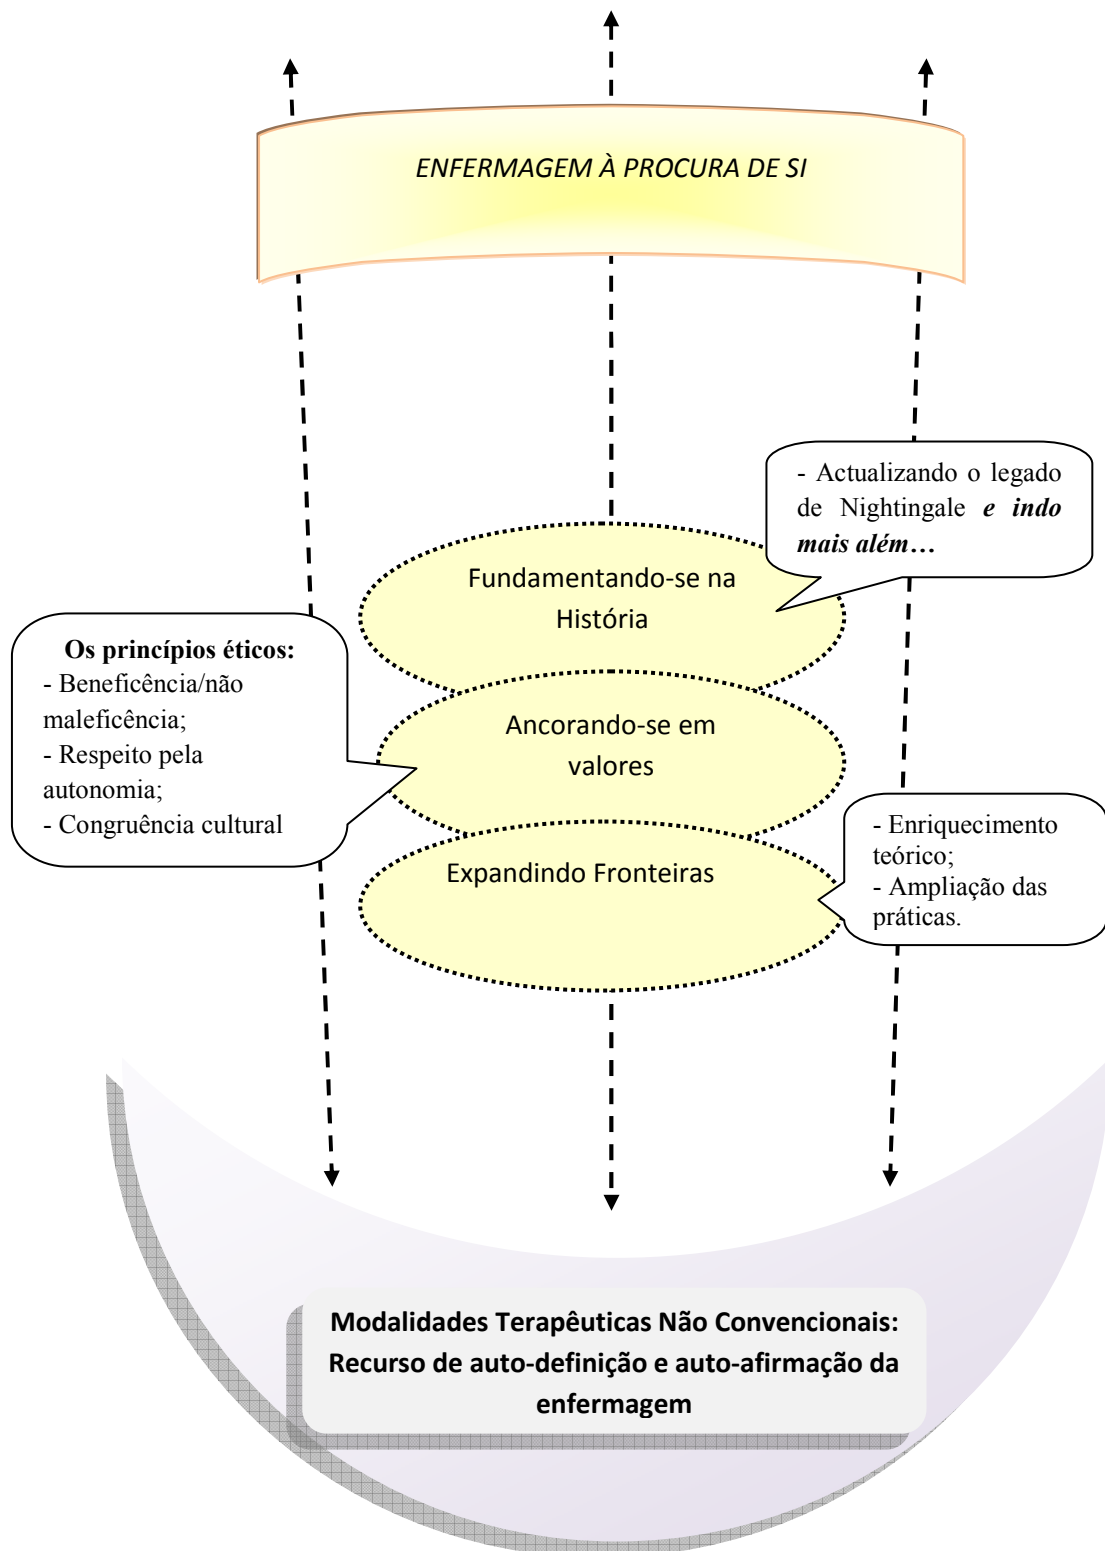 ENFERMAGEM À PROCURA DE SI
- Actualizando o legado
de Nightingale e indo
mais além…
Fundamentando-se na
História
Os princípios éticos:
- Beneficência/não
maleficência;
- Respeito pela
autonomia;
- Congruência cultural
Ancorando-se em
valores
Expandindo Fronteiras
- Enriquecimento
teórico;
- Ampliação das
práticas.
Modalidades Terapêuticas Não Convencionais:
Recurso de auto-definição e auto-afirmação da
enfermagem